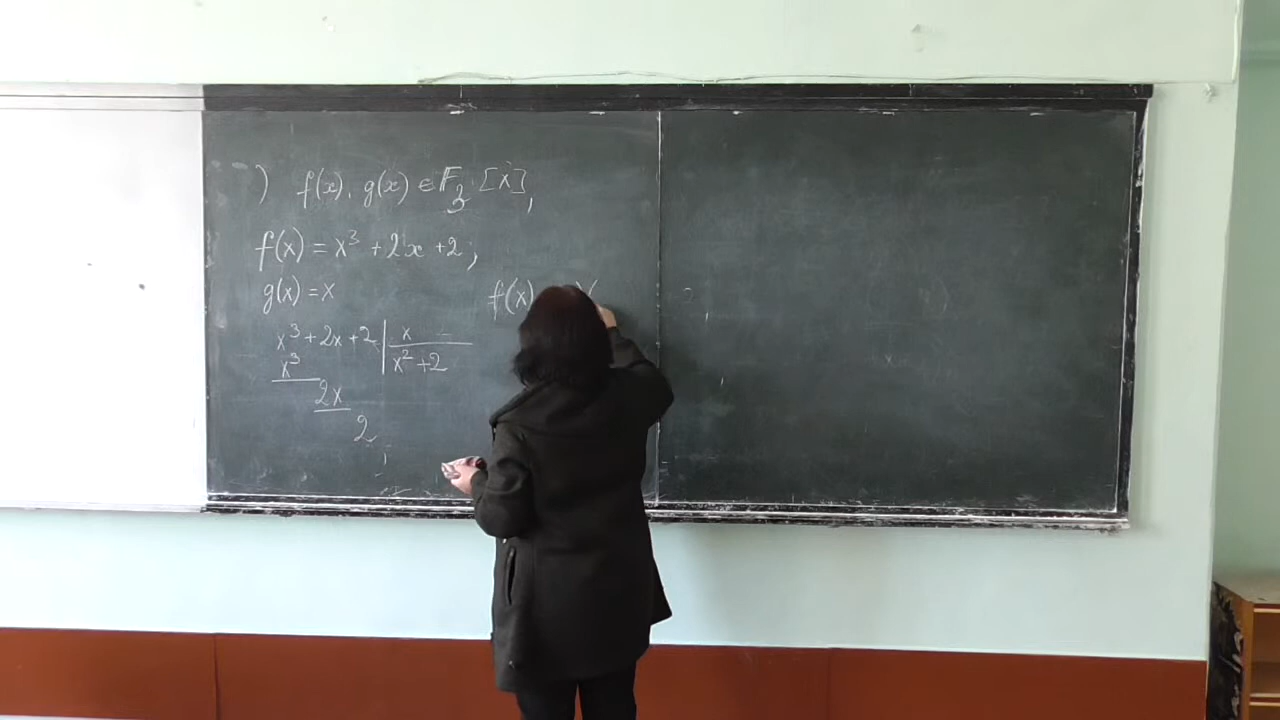 ) f(x), g(x) ∈ F₃ [x],
f(x) = x³ + 2x + 2;
g(x) = x
x³ + 2x + 2 | x
x³ x² + 2
2x
2
f(x)